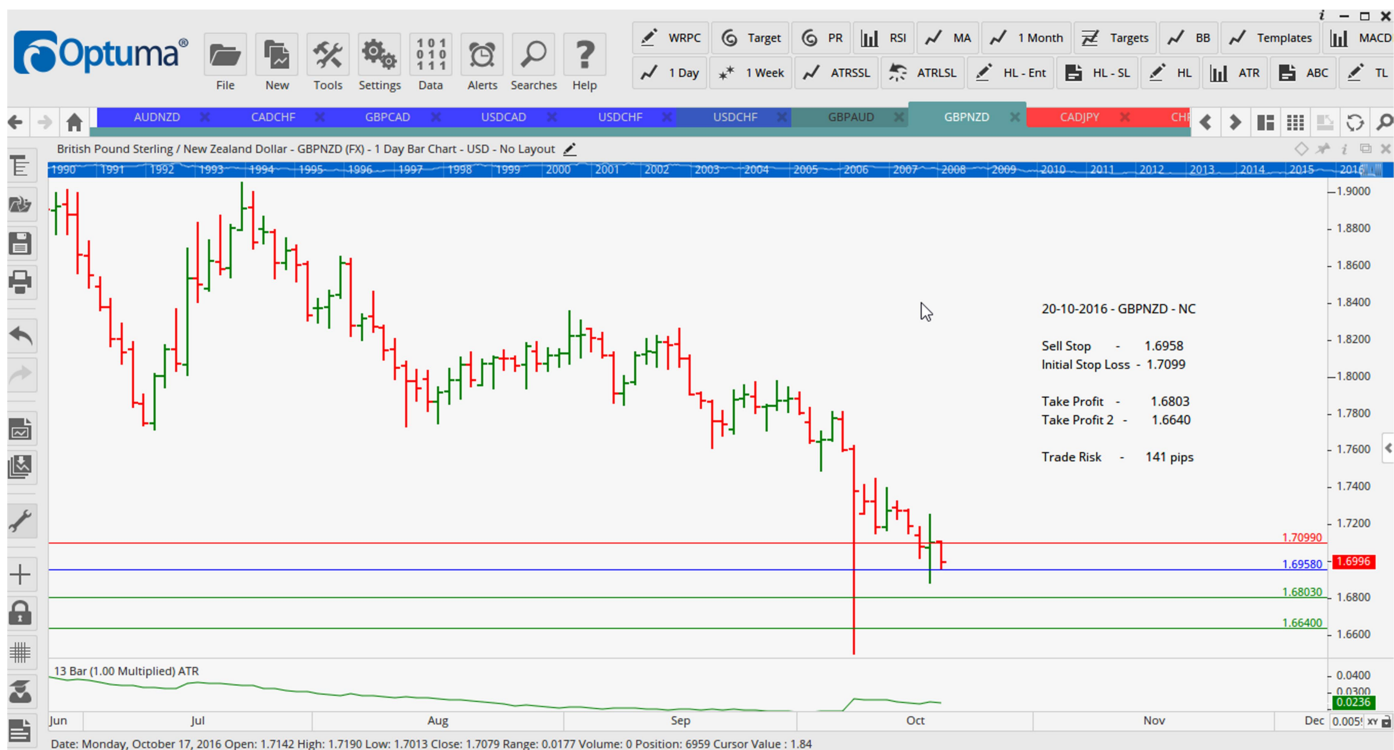 i
Optuma®
File New Tools Settings Data Alerts Searches Help
101
010
111
WRPC Target PR RSI MA 1 Month Targets BB Templates MACD
1 Day 1 Week ATRSSL ATRLSL HL - Ent HL - SL HL ATR ABC TL
AUDNZD CADCHF GBPCAD USDCAD USDCHF USDCHF GBPAUD GBPNZD CADJPY CHF
British Pound Sterling / New Zealand Dollar - GBPNZD (FX) - 1 Day Bar Chart - USD - No Layout
1990 1991 1992 1993 1994 1995 1996 1997 1998 1999 2000 2001 2002 2003 2004 2005 2006 2007 2008 2009 2010 2011 2012 2013 2014 2015 2016
1.9000
1.8800
1.8600
1.8400
20-10-2016 - GBPNZD - NC
1.8200
Sell Stop - 1.6958
Initial Stop Loss - 1.7099
1.8000
Take Profit - 1.6803
1.7800
Take Profit 2 - 1.6640
1.7600
Trade Risk - 141 pips
1.7400
1.7200
1.70990
1.69580 1.6996
1.68030 1.6800
1.66400 1.6600
13 Bar (1.00 Multiplied) ATR
0.0400
0.0300
0.0236
Jun Jul Aug Sep Oct Nov Dec 0.005 XY
Date: Monday, October 17, 2016 Open: 1.7142 High: 1.7190 Low: 1.7013 Close: 1.7079 Range: 0.0177 Volume: 0 Position: 6959 Cursor Value : 1.84